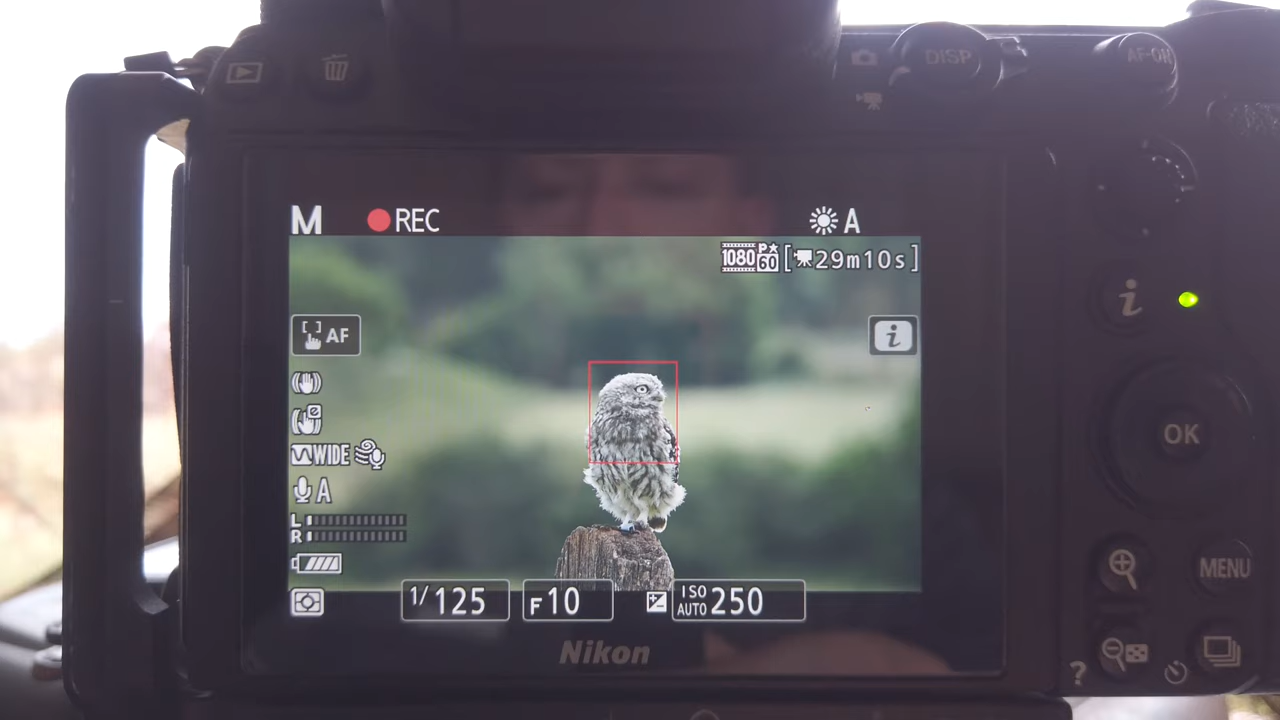 DISP
AF-ON
M REC A
1080 P★ 60 [29m10s]
AF
i
i
WIDE
OK
A
L
R
MENU
1/125 F10 ISO AUTO 250
Nikon
?